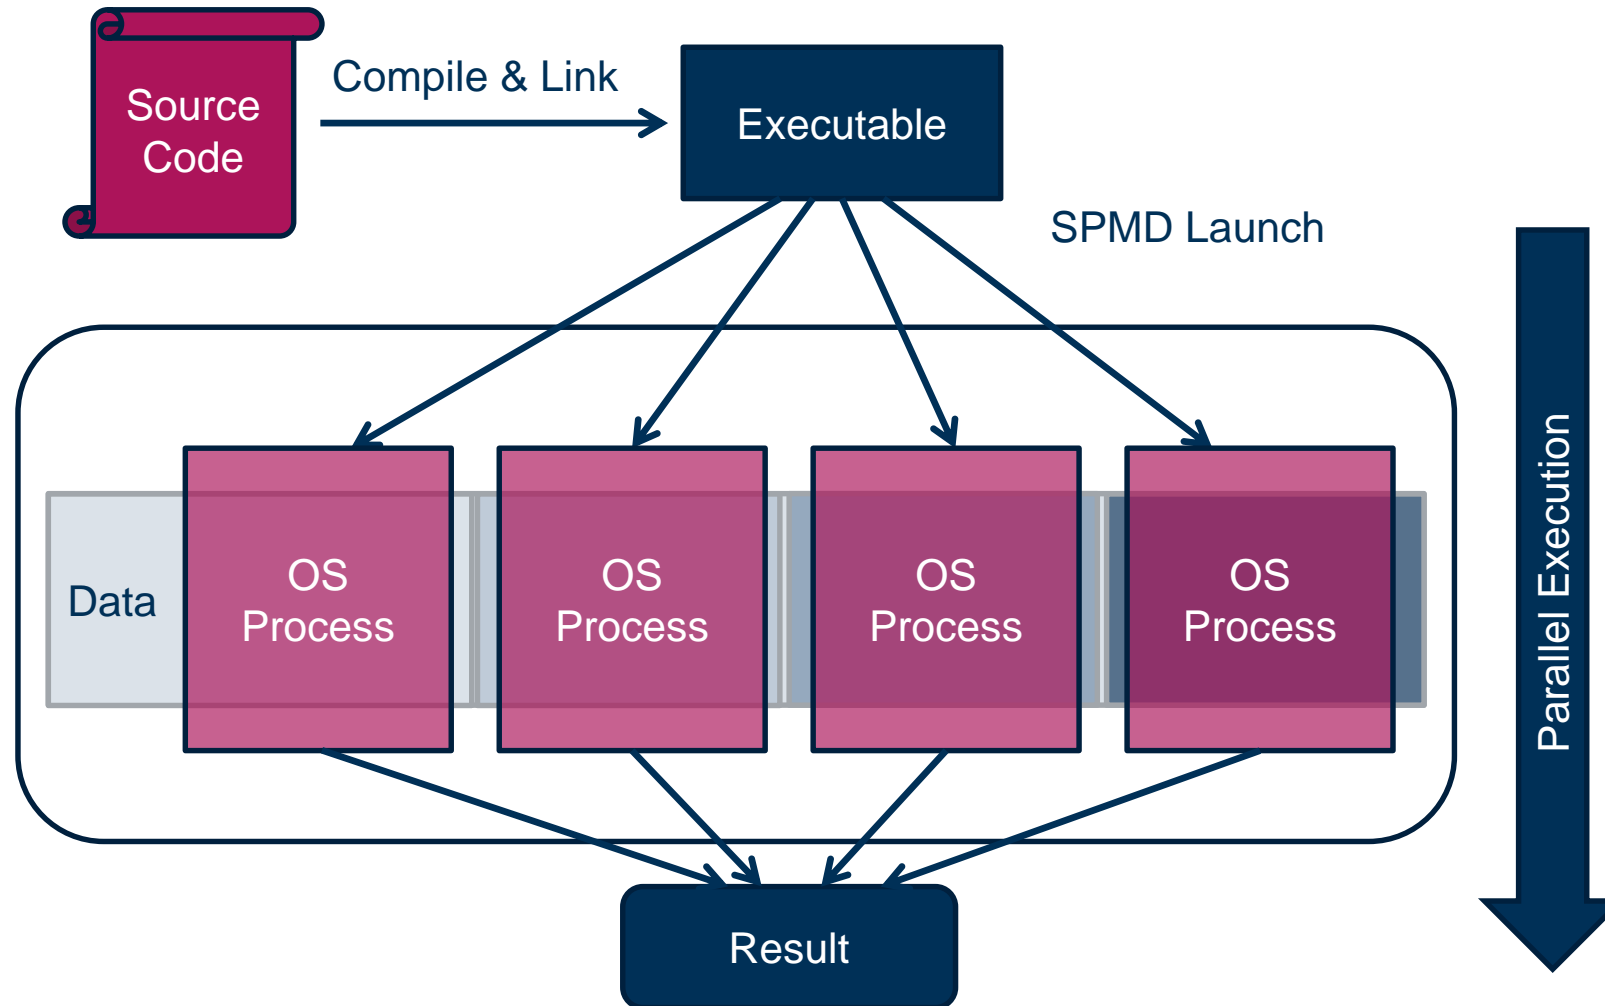 Source
Code
Compile & Link
Executable
SPMD Launch
Data
OS
Process
OS
Process
OS
Process
OS
Process
Parallel Execution
Result